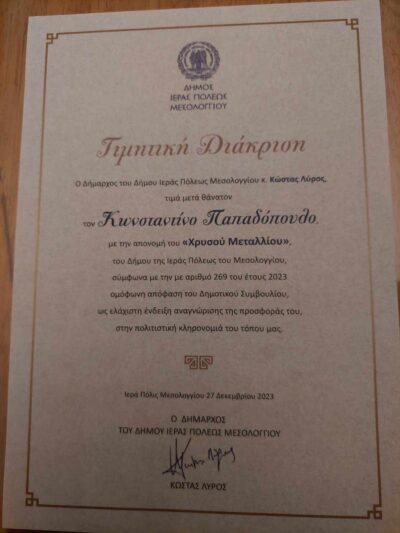 ΔΗΜΟΣ
ΙΕΡΑΣ ΠΟΛΕΩΣ
ΜΕΣΟΛΟΓΓΙΟΥ
Τιμητική Διάκριση
Ο Δήμαρχος του Δήμου Ιεράς Πόλεως Μεσολογγίου κ. Κώστας Λύρος,
τιμά μετά θάνατον
τον Κωνσταντίνο Παπαδόπουλο,
με την απονομή του «Χρυσού Μεταλλίου»,
του Δήμου της Ιεράς Πόλεως του Μεσολογγίου,
σύμφωνα με την με αριθμό 269 του έτους 2023
ομόφωνη απόφαση του Δημοτικού Συμβουλίου,
ως ελάχιστη ένδειξη αναγνώρισης της προσφοράς του,
στην πολιτιστική κληρονομιά του τόπου μας.
Ιερά Πόλις Μεσολογγίου 27 Δεκεμβρίου 2023
Ο ΔΗΜΑΡΧΟΣ
ΤΟΥ ΔΗΜΟΥ ΙΕΡΑΣ ΠΟΛΕΩΣ ΜΕΣΟΛΟΓΓΙΟΥ
ΚΩΣΤΑΣ ΛΥΡΟΣ